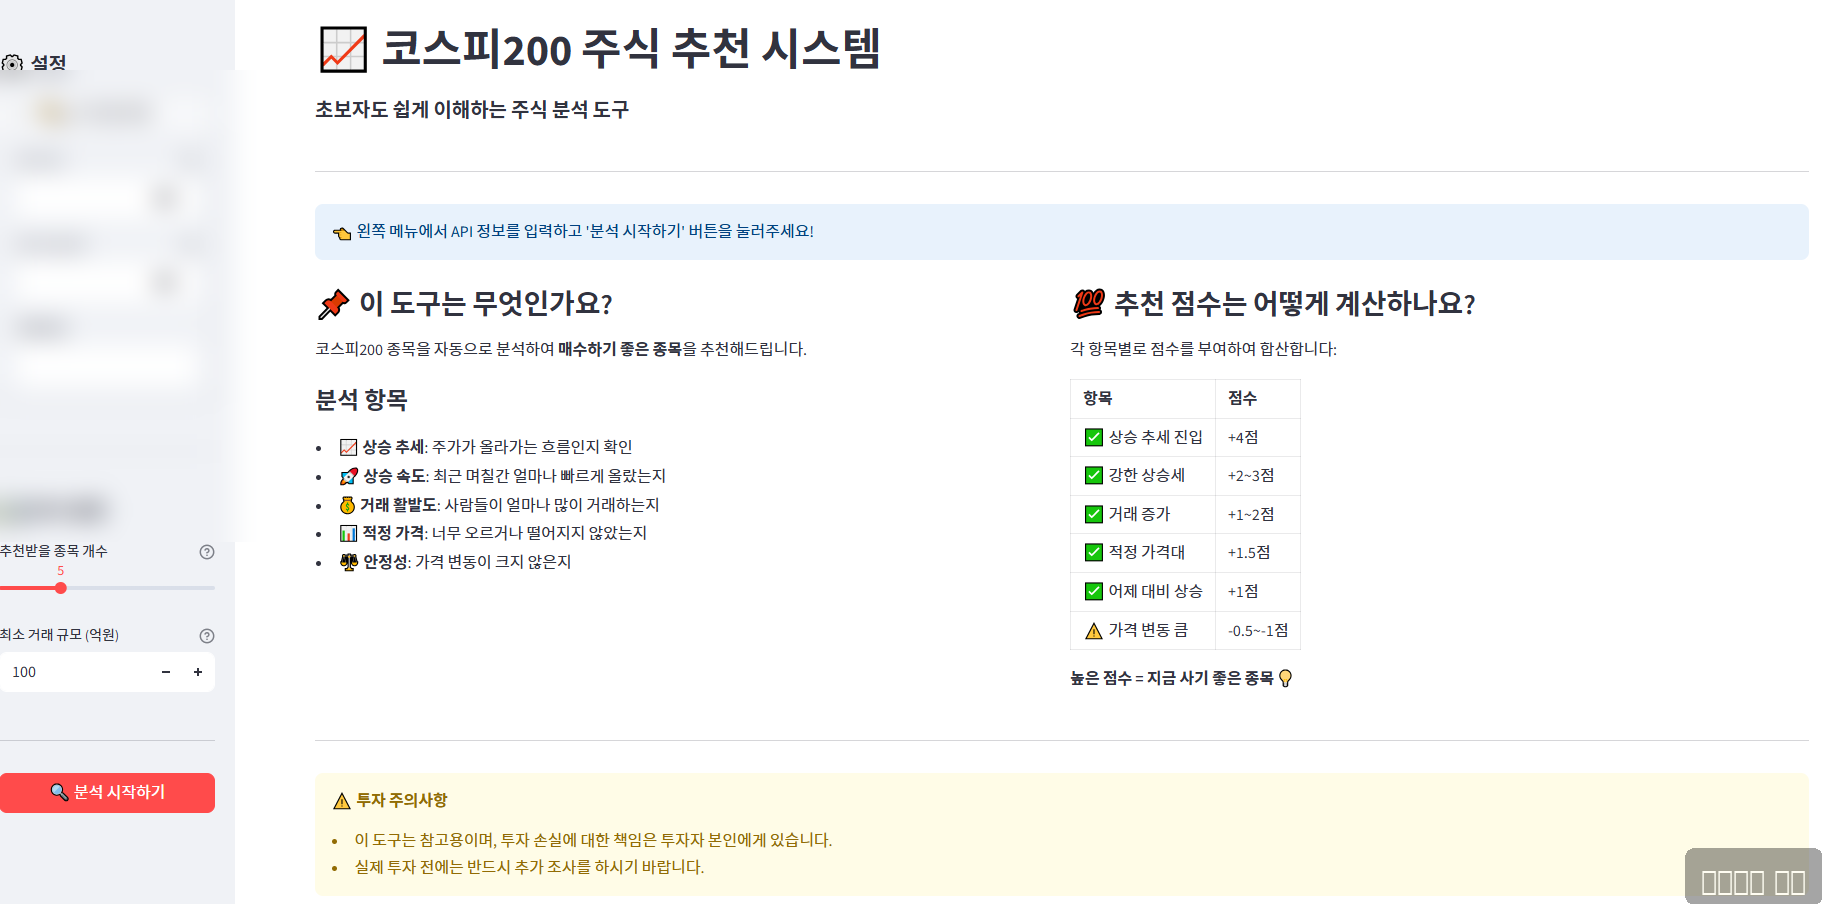 설정
추천받을 종목 개수
5
최소 거래 규모 (억원)
100
분석 시작하기
코스피200 주식 추천 시스템
초보자도 쉽게 이해하는 주식 분석 도구
👈 왼쪽 메뉴에서 API 정보를 입력하고 '분석 시작하기' 버튼을 눌러주세요!
📌 이 도구는 무엇인가요?
코스피200 종목을 자동으로 분석하여 매수하기 좋은 종목을 추천해드립니다.
분석 항목
• 📈 상승 추세: 주가가 올라가는 흐름인지 확인
• 🚀 상승 속도: 최근 며칠간 얼마나 빠르게 올랐는지
• 💰 거래 활발도: 사람들이 얼마나 많이 거래하는지
• 📊 적정 가격: 너무 오르거나 떨어지지 않았는지
• ⚖️ 안정성: 가격 변동이 크지 않은지
💯 추천 점수는 어떻게 계산하나요?
각 항목별로 점수를 부여하여 합산합니다:
항목 점수
✅ 상승 추세 진입 +4점
✅ 강한 상승세 +2~3점
✅ 거래 증가 +1~2점
✅ 적정 가격대 +1.5점
✅ 어제 대비 상승 +1점
⚠️ 가격 변동 큼 -0.5~-1점
높은 점수 = 지금 사기 좋은 종목 💡
⚠️ 투자 주의사항
• 이 도구는 참고용이며, 투자 손실에 대한 책임은 투자자 본인에게 있습니다.
• 실제 투자 전에는 반드시 추가 조사를 하시기 바랍니다.